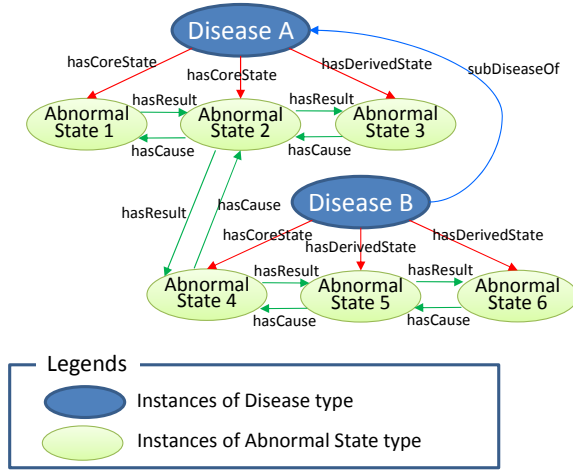 Disease A
hasCoreState
hasCoreState
hasDerivedState
subDiseaseOf
Abnormal
State 1
hasResult
hasCause
Abnormal
State 2
hasResult
hasCause
Abnormal
State 3
hasResult
hasCause
Disease B
hasCoreState
hasDerivedState
hasDerivedState
Abnormal
State 4
hasResult
hasCause
Abnormal
State 5
hasResult
hasCause
Abnormal
State 6
Legends
Instances of Disease type
Instances of Abnormal State type